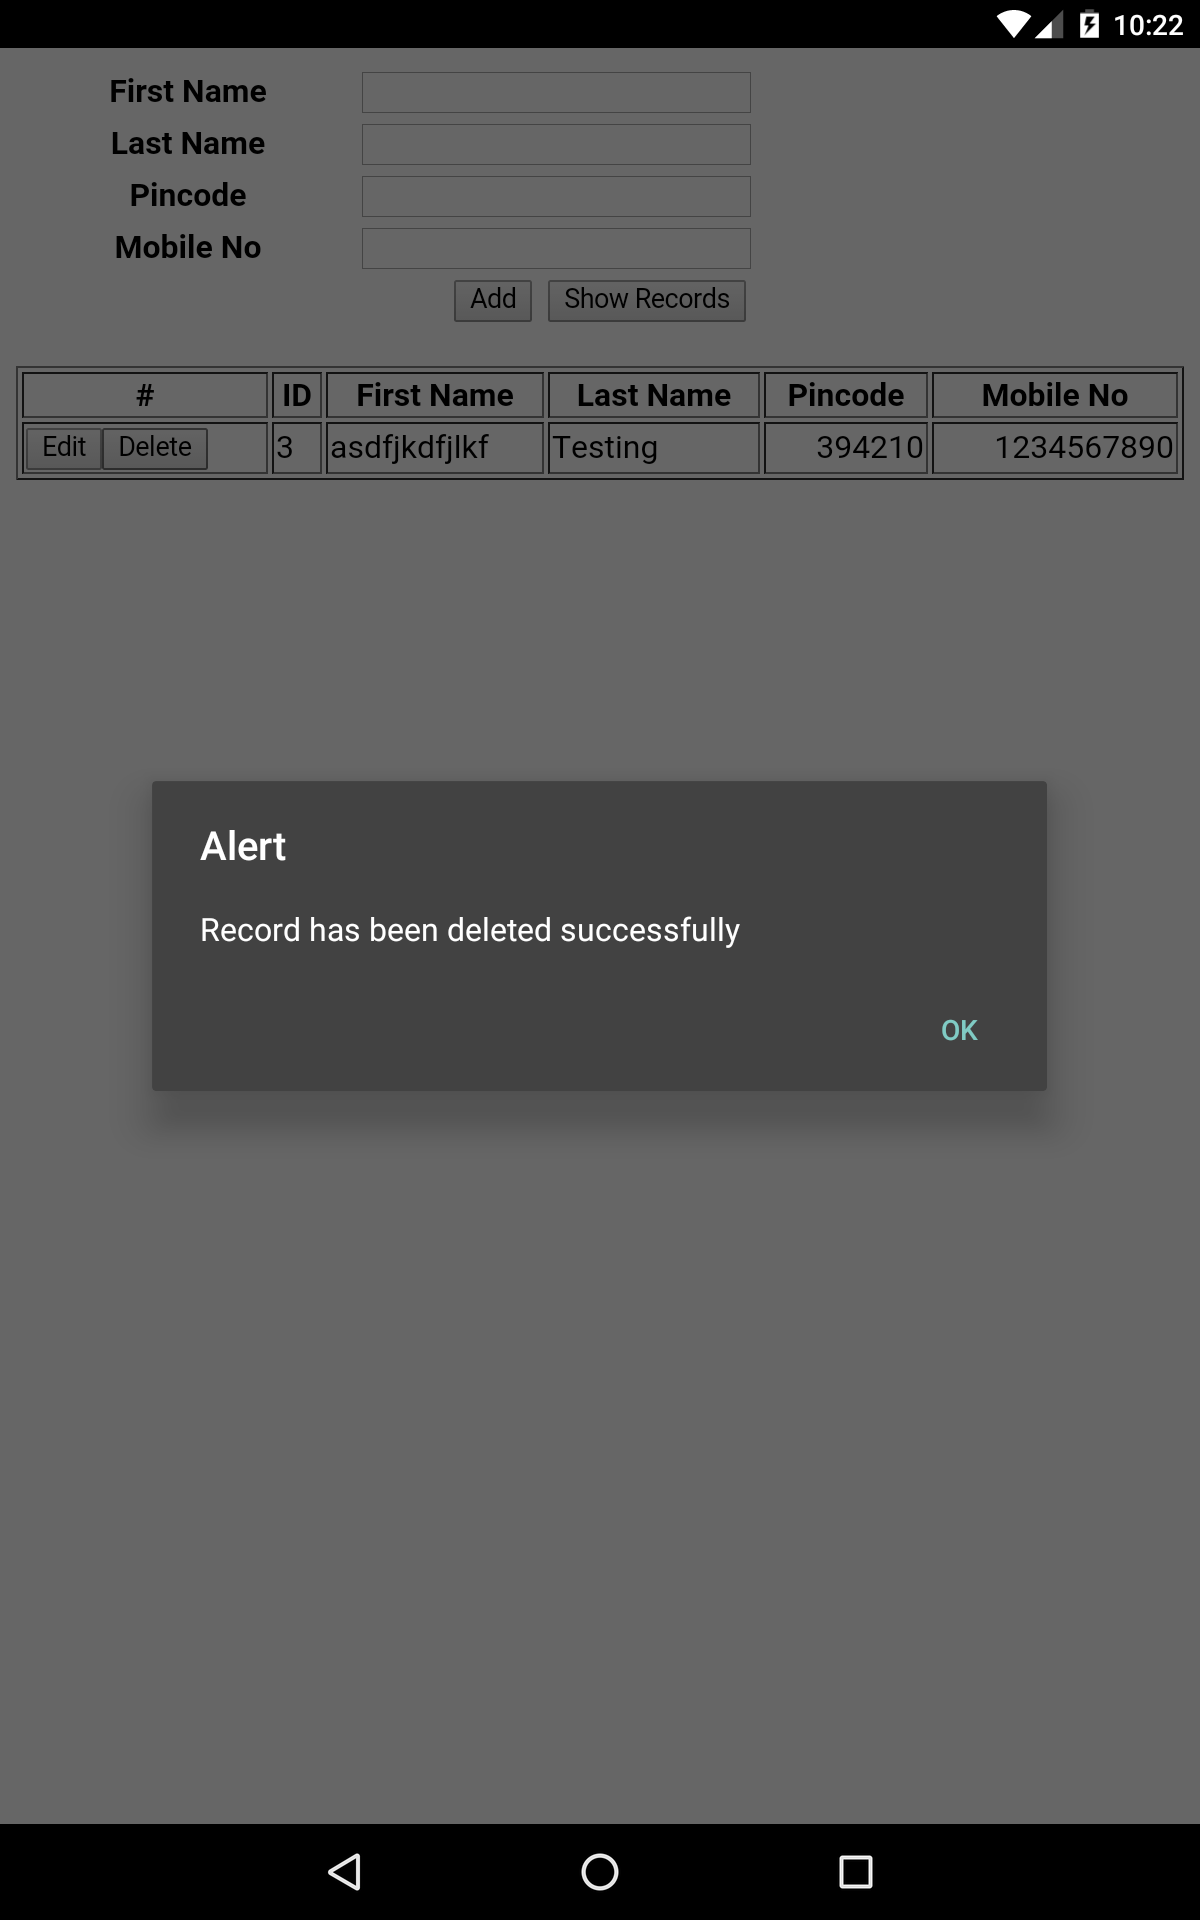 10:22
First Name
Last Name
Pincode
Mobile No
Add Show Records
# ID First Name Last Name Pincode Mobile No
Edit Delete 3 asdfjkdfjlkf Testing 394210 1234567890
Alert
Record has been deleted successfully
OK